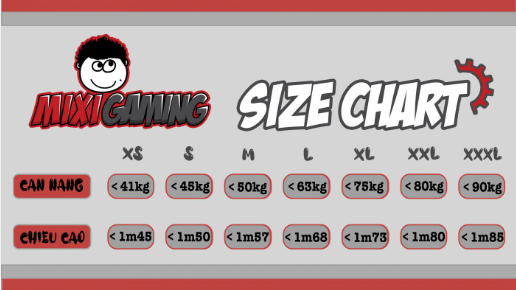 MIXIGAMING
SIZE CHART
XS S M L XL XXL XXXL
CAN NANG < 41kg < 45kg < 50kg < 63kg < 75kg < 80kg < 90kg
CHIEU CAO < 1m45 < 1m50 < 1m57 < 1m68 < 1m73 < 1m80 < 1m85